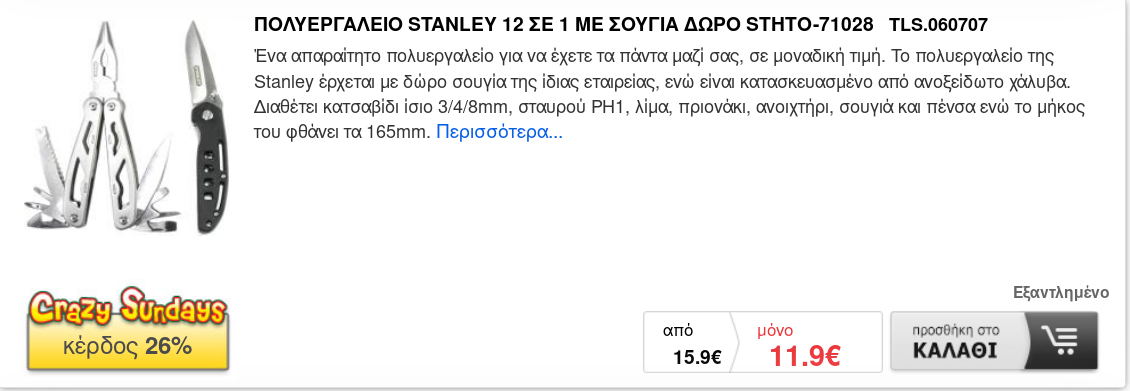 ΠΟΛΥΕΡΓΑΛΕΙΟ STANLEY 12 ΣΕ 1 ΜΕ ΣΟΥΓΙΑ ΔΩΡΟ STHTO-71028 TLS.060707
Ένα απαραίτητο πολυεργαλείο για να έχετε τα πάντα μαζί σας, σε μοναδική τιμή. Το πολυεργαλείο της
Stanley έρχεται με δώρο σουγία της ίδιας εταιρείας, ενώ είναι κατασκευασμένο από ανοξείδωτο χάλυβα.
Διαθέτει κατσαβίδι ίσιο 3/4/8mm, σταυρού PH1, λίμα, πριονάκι, ανοιχτήρι, σουγιά και πένσα ενώ το μήκος
του φθάνει τα 165mm. Περισσότερα...
Crazy Sundays
κέρδος 26%
Εξαντλημένο
από
15.9€
μόνο
11.9€
προσθήκη στο
ΚΑΛΑΘΙ